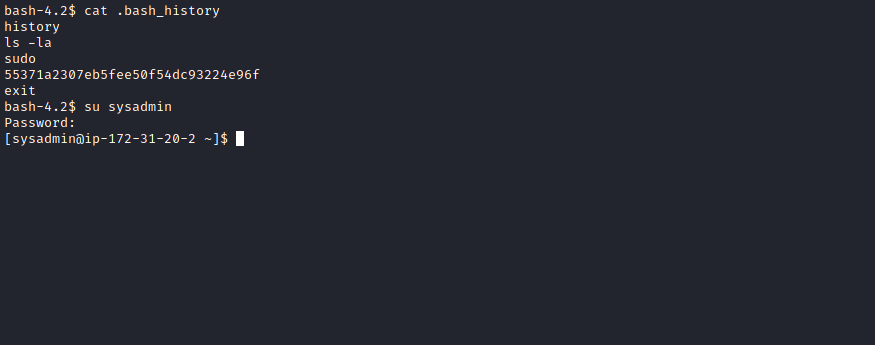 bash-4.2$ cat .bash_history
history
ls -la
sudo
55371a2307eb5fee50f54dc93224e96f
exit
bash-4.2$ su sysadmin
Password:
[sysadmin@ip-172-31-20-2 ~]$